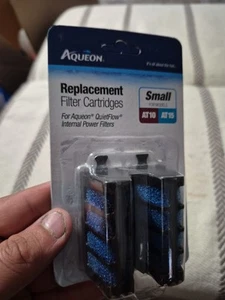 AQUEON®
Replacement
Filter Cartridges
For Aqueon® QuietFlow®
Internal Power Filters
Small
AT10 AT15